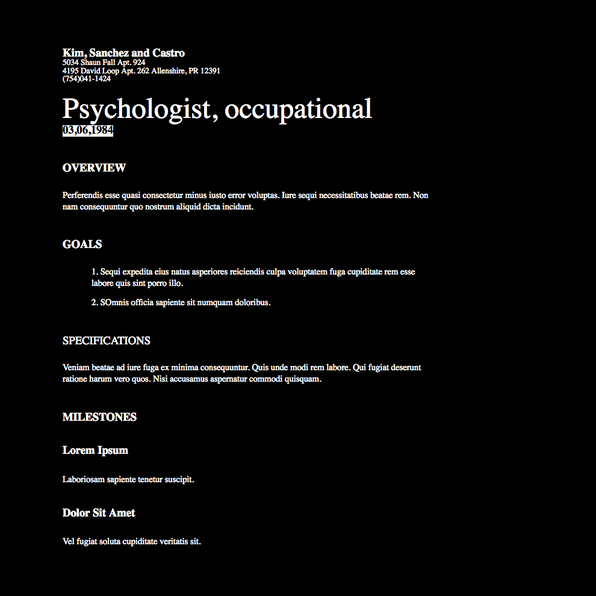 Kim, Sanchez and Castro
5034 Shaun Fall Apt. 924
4195 David Loop Apt. 262 Allenshire, PR 12391
(754)041-1424
Psychologist, occupational
03,06,1984
OVERVIEW
Perferendis esse quasi consectetur minus iusto error voluptas. Iure sequi necessitatibus beatae rem. Non
nam consequuntur quo nostrum aliquid dicta incidunt.
GOALS
1. Sequi expedita eius natus asperiores reiciendis culpa voluptatem fuga cupiditate rem esse
labore quis sint porro illo.
2. SOmnis officia sapiente sit numquam doloribus.
SPECIFICATIONS
Veniam beatae ad iure fuga ex minima consequuntur. Quis unde modi rem labore. Qui fugiat deserunt
ratione harum vero quos. Nisi accusamus aspernatur commodi quisquam.
MILESTONES
Lorem Ipsum
Laboriosam sapiente tenetur suscipit.
Dolor Sit Amet
Vel fugiat soluta cupiditate veritatis sit.